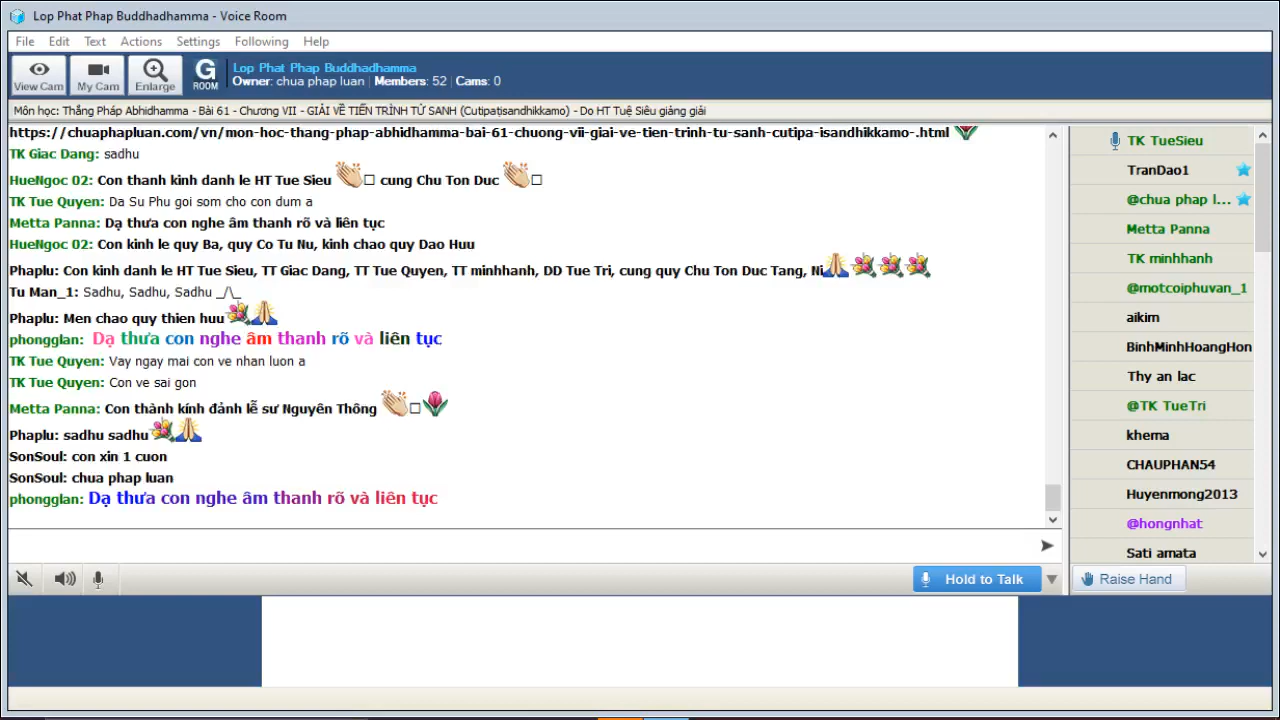 Lop Phat Phap Buddhadhamma - Voice Room
File Edit Text Actions Settings Following Help
View Cam My Cam Enlarge G ROOM
Lop Phat Phap Buddhadhamma
Owner: chua phap luan | Members: 52 | Cams: 0
Môn học: Thắng Pháp Abhidhamma - Bài 61 - Chương VII - GIẢI VỀ TIẾN TRÌNH TỬ SANH (Cutipaṭisandhikkamo) - Do HT Tuệ Siêu giảng giải
https://chuaphapluan.com/vn/mon-hoc-thang-phap-abhidhamma-bai-61-chuong-vii-giai-ve-tien-trinh-tu-sanh-cutipa-isandhikkamo-.html
TK Giac Dang: sadhu
HueNgoc 02: Con thanh kinh danh le HT Tue Sieu cung Chu Ton Duc
TK Tue Quyen: Da Su Phu goi som cho con dum a
Metta Panna: Dạ thưa con nghe âm thanh rõ và liên tục
HueNgoc 02: Con kinh le quy Ba, quy Co Tu Nu, kinh chao quy Dao Huu
Phaplu: Con kinh danh le HT Tue Sieu, TT Giac Dang, TT Tue Quyen, TT minhhanh, DD Tue Tri, cung quy Chu Ton Duc Tang, Ni
Tu Man_1: Sadhu, Sadhu, Sadhu _/\_
Phaplu: Men chao quy thien huu
phongglan: Dạ thưa con nghe âm thanh rõ và liên tục
TK Tue Quyen: Vay ngay mai con ve nhan luon a
TK Tue Quyen: Con ve sai gon
Metta Panna: Con thành kính đảnh lễ sư Nguyên Thông
Phaplu: sadhu sadhu
SonSoul: con xin 1 cuon
SonSoul: chua phap luan
phongglan: Dạ thưa con nghe âm thanh rõ và liên tục
TK TueSieu
TranDao1
@chua phap l...
Metta Panna
TK minhhanh
@motcoiphuvan_1
aikim
BinhMinhHoangHon
Thy an lac
@TK TueTri
khema
CHAUPHAN54
Huyenmong2013
@hongnhat
Sati amata
Hold to Talk
Raise Hand